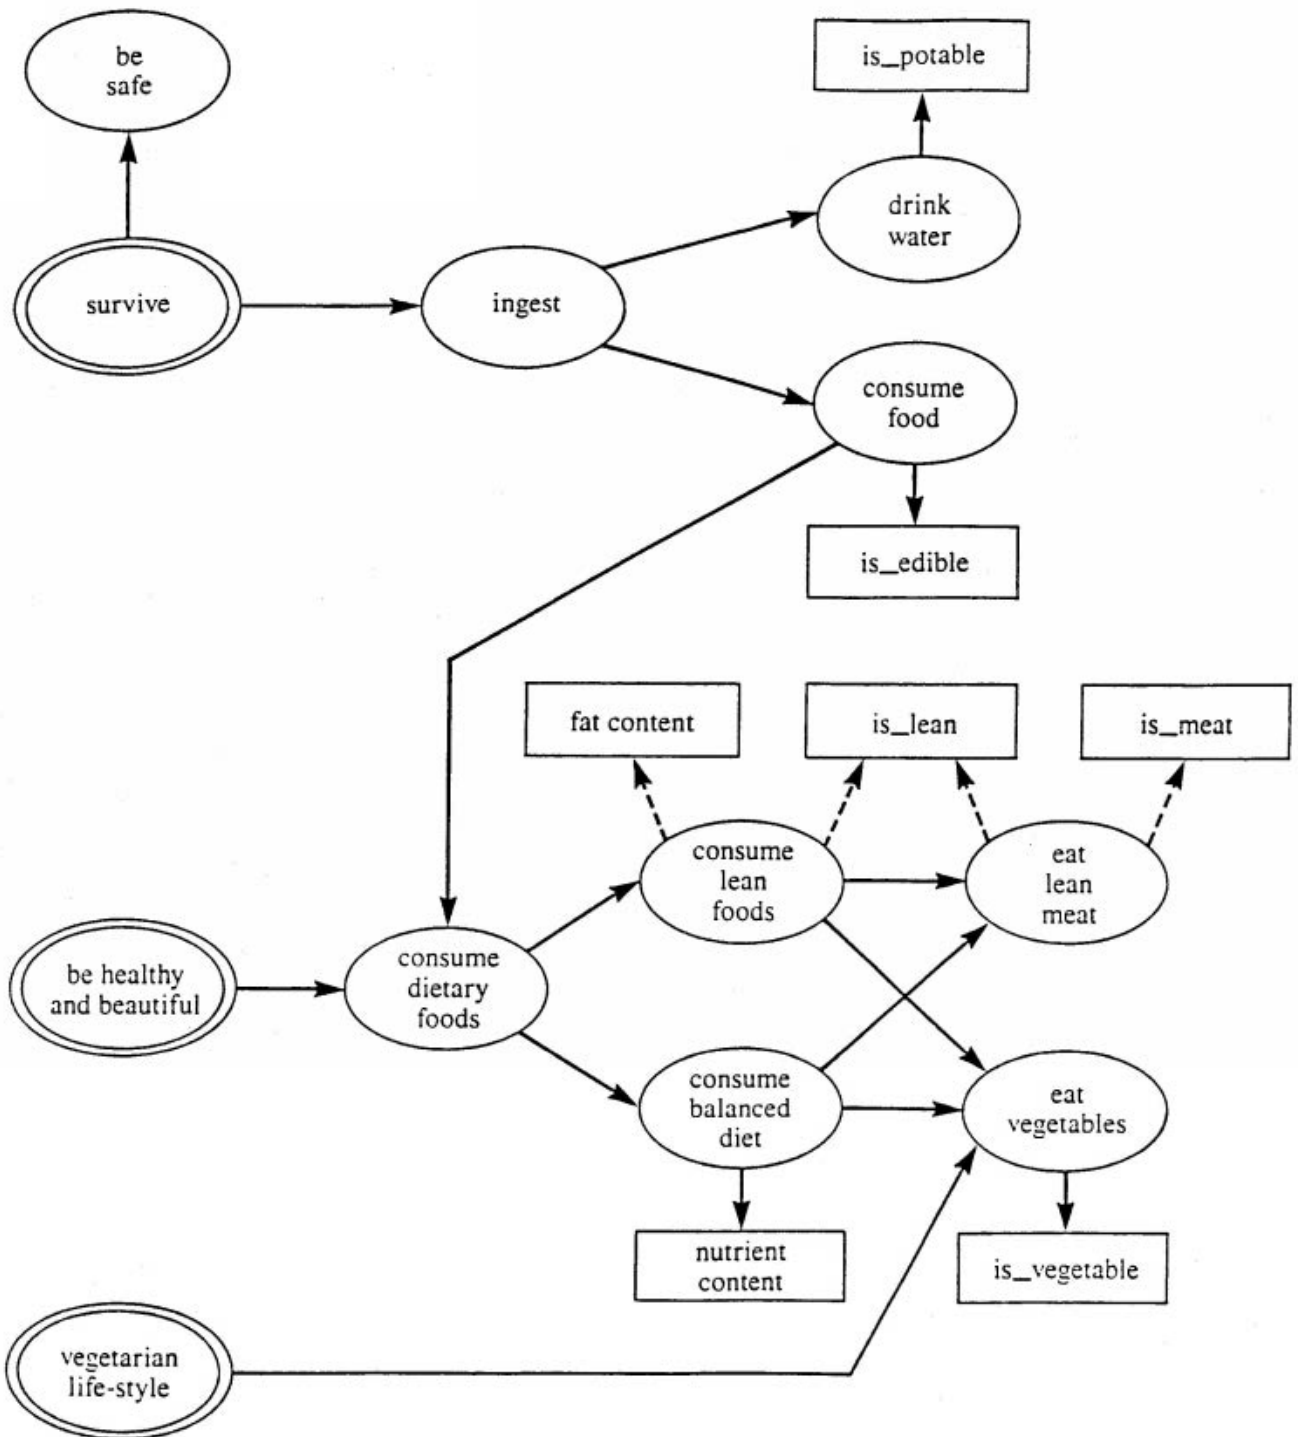 be
safe
is_potable
drink
water
survive
ingest
consume
food
is_edible
fat content
is_lean
is_meat
consume
lean
foods
eat
lean
meat
be healthy
and beautiful
consume
dietary
foods
consume
balanced
diet
eat
vegetables
nutrient
content
is_vegetable
vegetarian
life-style